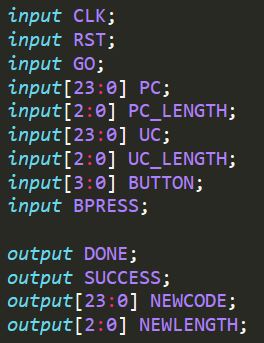 input CLK;
input RST;
input GO;
input[23:0] PC;
input[2:0] PC_LENGTH;
input[23:0] UC;
input[2:0] UC_LENGTH;
input[3:0] BUTTON;
input BPRESS;
output DONE;
output SUCCESS;
output[23:0] NEWCODE;
output[2:0] NEWLENGTH;